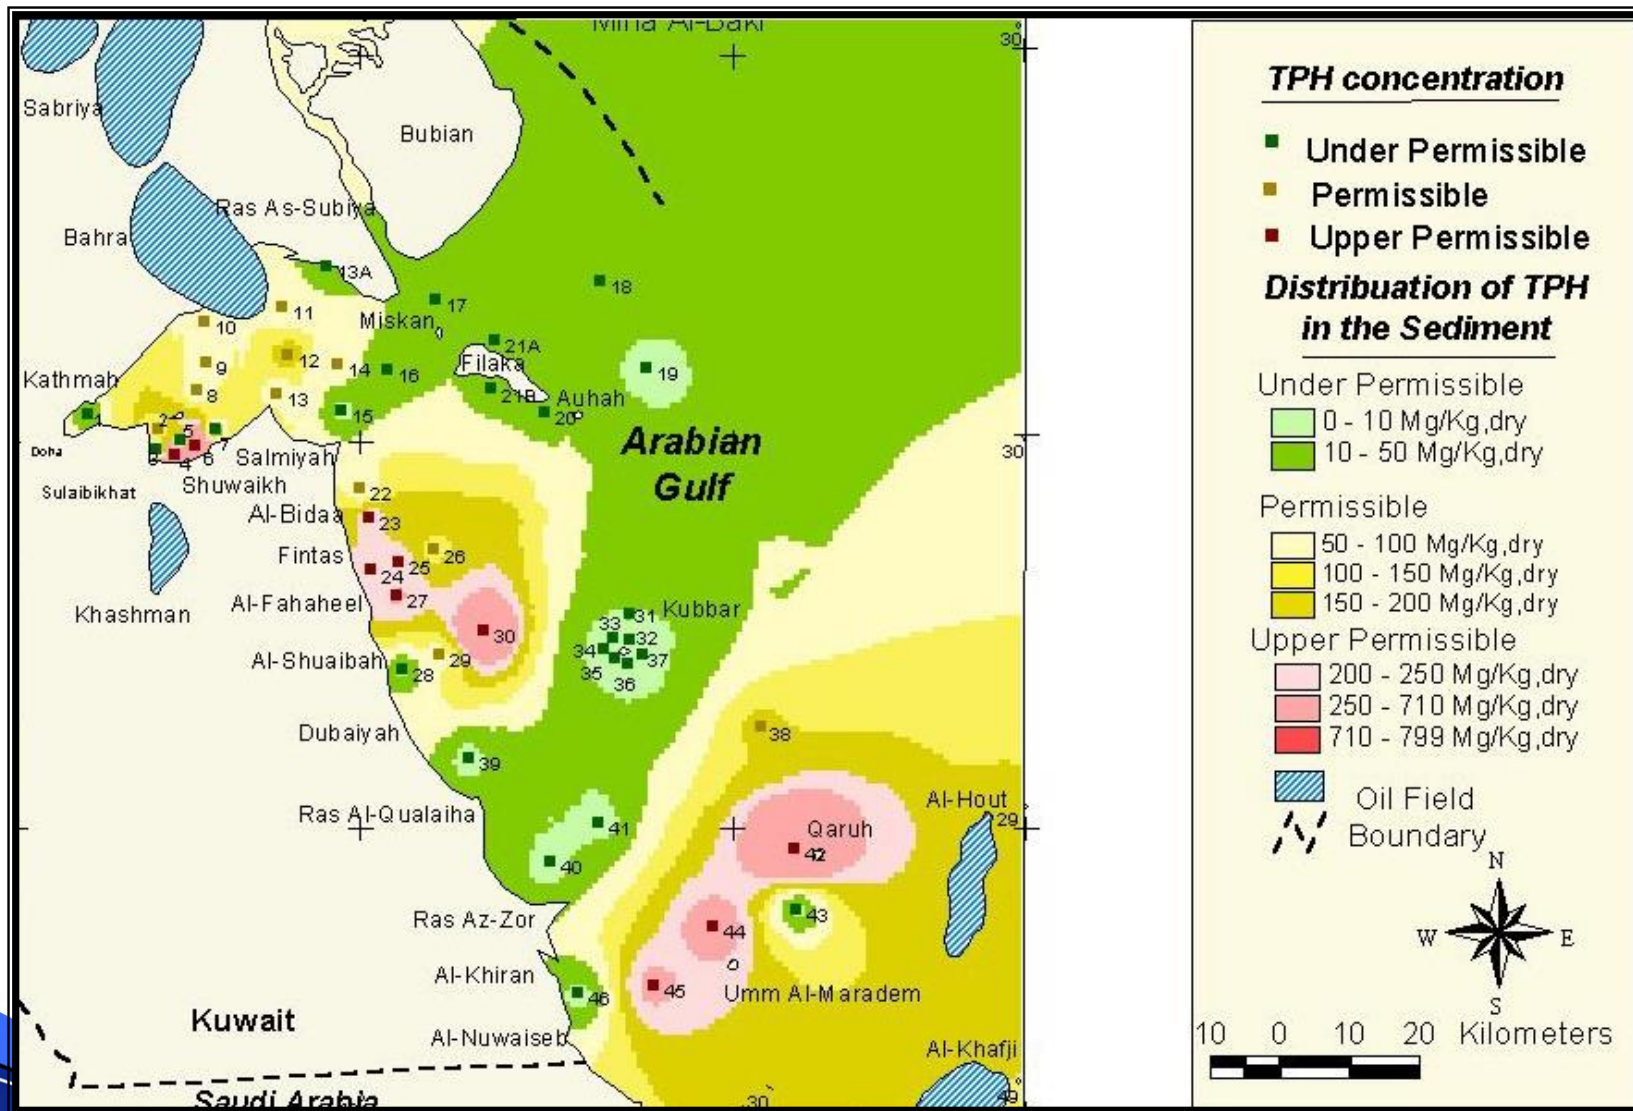 Mina Al-Bakr
30
Sabriya
Bubian
Ras As-Subiya
Bahra
13A
18
17
11
10
Miskan
21A
12
9
14
16
Filaka
19
Kathmah
8
13
21B
Auhah
1
2
15
20
5
7
Arabian
Gulf
30
Doha
3
4
6
Salmiyah
Sulaibikhat
Shuwaikh
22
Al-Bidaa
23
Fintas
26
25
24
Al-Fahaheel
27
Khashman
31
Kubbar
33
32
30
34
37
Al-Shuaibah
29
28
35
36
Dubaiyah
38
39
Al-Hout
Ras Al-Qualaiha
41
Qaruh
29
42
40
Ras Az-Zor
43
44
Al-Khiran
45
46
Umm Al-Maradem
Kuwait
Al-Nuwaiseb
Al-Khafji
Saudi Arabia
30
49
TPH concentration
Under Permissible
Permissible
Upper Permissible
Distribuation of TPH
in the Sediment
Under Permissible
0 - 10 Mg/Kg,dry
10 - 50 Mg/Kg,dry
Permissible
50 - 100 Mg/Kg,dry
100 - 150 Mg/Kg,dry
150 - 200 Mg/Kg,dry
Upper Permissible
200 - 250 Mg/Kg,dry
250 - 710 Mg/Kg,dry
710 - 799 Mg/Kg,dry
Oil Field
Boundary
N
W E
S
10 0 10 20 Kilometers